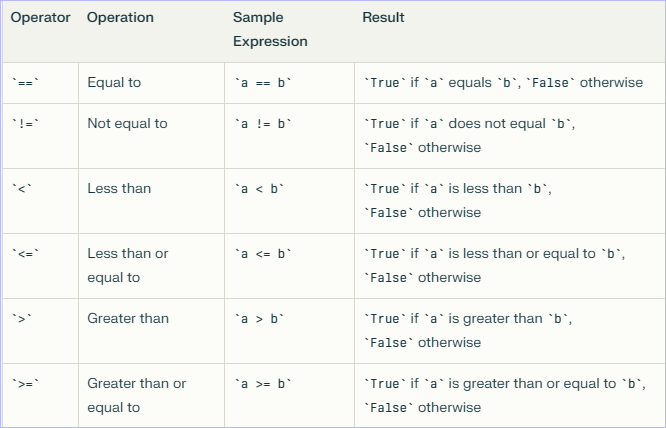 Operator Operation Sample Expression Result
`==` Equal to `a == b` `True` if `a` equals `b`, `False` otherwise
`!=` Not equal to `a != b` `True` if `a` does not equal `b`,
`False` otherwise
`<` Less than `a < b` `True` if `a` is less than `b`,
`False` otherwise
`<=` Less than or
equal to
`a <= b` `True` if `a` is less than or equal to `b`,
`False` otherwise
`>` Greater than `a > b` `True` if `a` is greater than `b`,
`False` otherwise
`>=` Greater than or
equal to
`a >= b` `True` if `a` is greater than or equal to `b`,
`False` otherwise